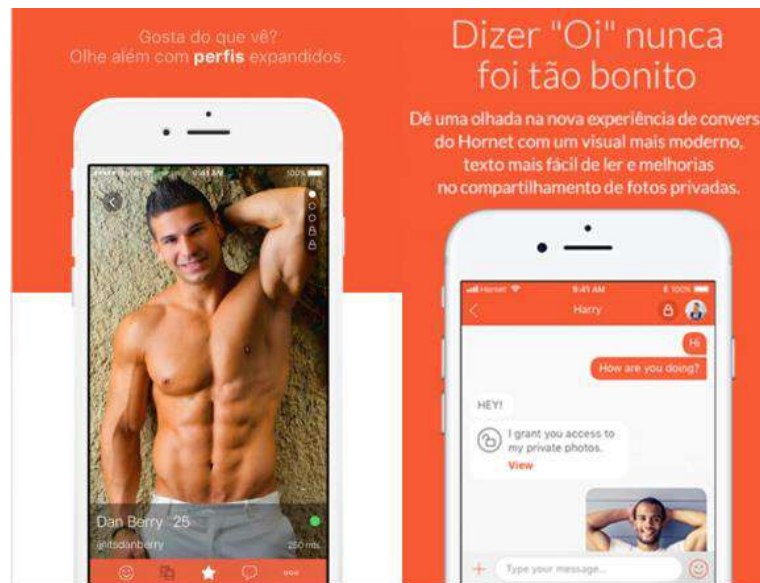 Gosta do que vê?
Olhe além com perfis expandidos.
9:41 AM 100%
Dan Berry 25
@itsdanberry 250 mts.
Dizer "Oi" nunca
foi tão bonito
Dê uma olhada na nova experiência de convers
do Hornet com um visual mais moderno,
texto mais fácil de ler e melhorias
no compartilhamento de fotos privadas.
Hornet 9:41 AM 100%
Harry
Hi
How are you doing?
HEY!
I grant you access to
my private photos.
View
Type your message...